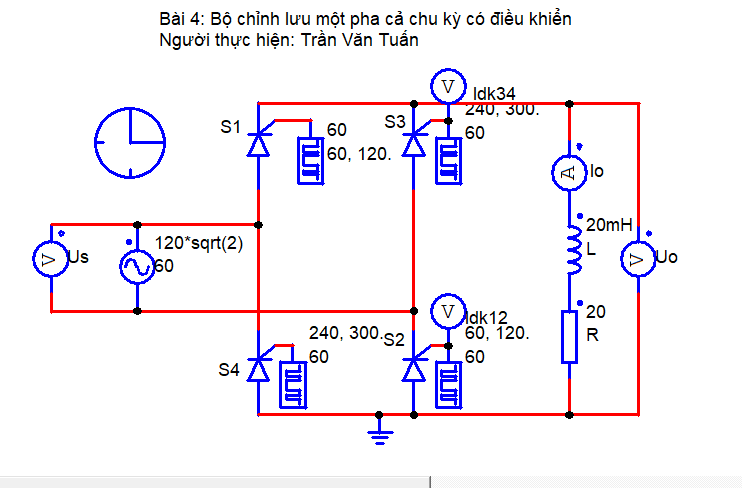 Bài 4: Bộ chỉnh lưu một pha cả chu kỳ có điều khiển
Người thực hiện: Trần Văn Tuấn
V
Idk34
240, 300.
60
S1
60
60, 120.
S3
A
Io
20mH
L
V
Us
120*sqrt(2)
60
V
Uo
V
Idk12
60, 120.
60
240, 300.
60
S2
S4
20
R